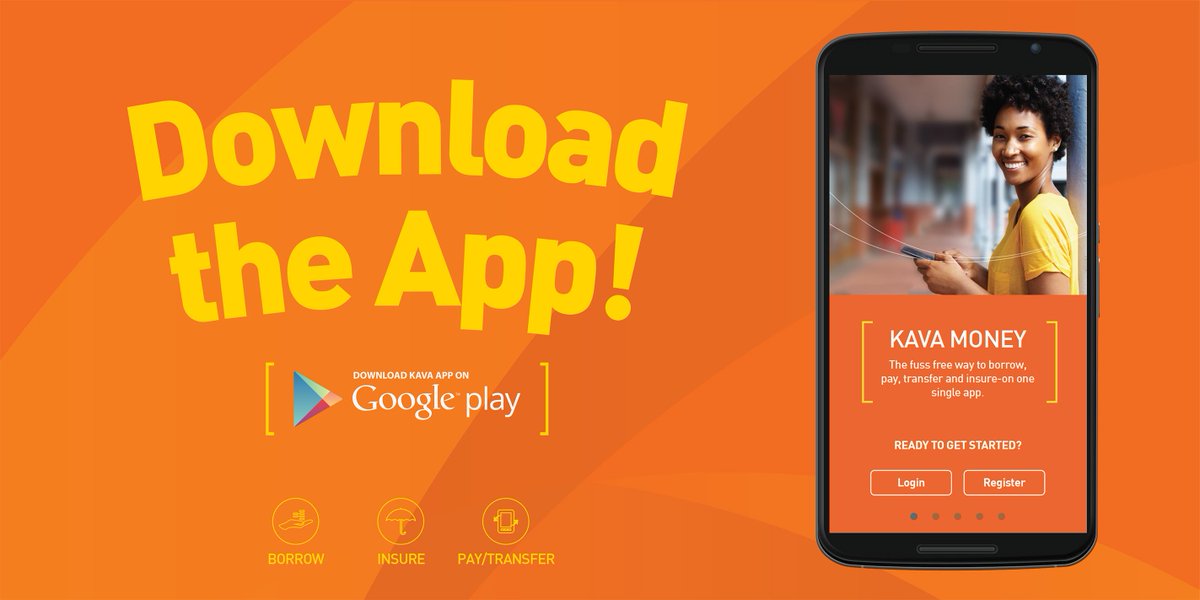 Download
the App!
DOWNLOAD KAVA APP ON
Google™ play
BORROW
INSURE
PAY/TRANSFER
KAVA MONEY
The fuss free way to borrow,
pay, transfer and insure-on one
single app.
READY TO GET STARTED?
Login
Register